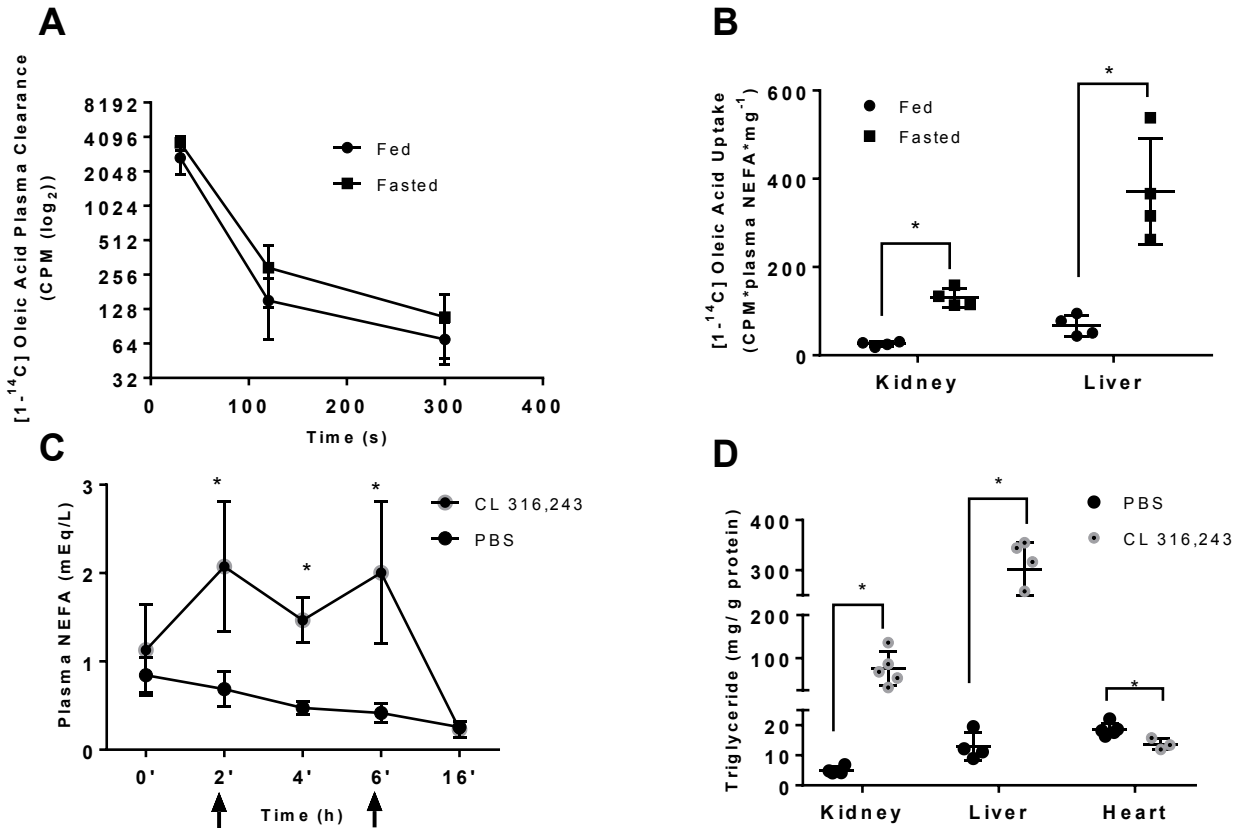 A
[1-¹⁴C] Oleic Acid Plasma Clearance
(CPM (log₂))
8192
4096
2048
1024
512
256
128
64
32
Fed
Fasted
0 100 200 300 400
Time (s)
B
[1-¹⁴C] Oleic Acid Uptake
(CPM*plasma NEFA*mg⁻¹)
600
400
200
0
Fed
Fasted
*
*
Kidney Liver
C
Plasma NEFA (mEq/L)
3
2
1
0
* * *
CL 316,243
PBS
0' 2' 4' 6' 16'
Time (h)
D
Triglyceride (mg/g protein)
400
300
200
100
20
10
0
PBS
CL 316,243
*
*
*
Kidney Liver Heart